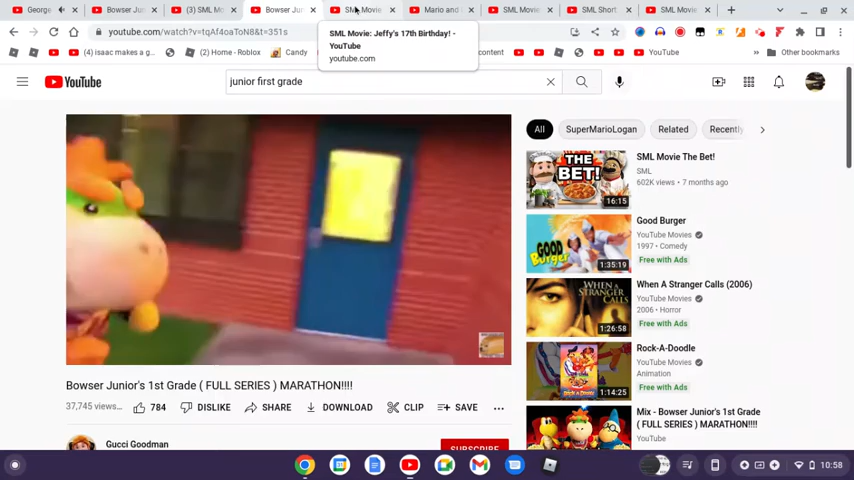 George
Bowser Jun
(3) SML Mo
Bowser Jun
SML Movie
Mario and
SML Movie
SML Short
SML Movie
youtube.com/watch?v=tqAf4oaToN8&t=351s
SML Movie: Jeffy's 17th Birthday! -
YouTube
youtube.com
(4) isaac makes a g...
(2) Home - Roblox
Candy
content
YouTube
Other bookmarks
YouTube
junior first grade
All
SuperMarioLogan
Related
Recently
THE BET!
16:15
SML Movie The Bet!
SML
602K views • 7 months ago
GOOD Burger
1:35:19
Good Burger
YouTube Movies
1997 • Comedy
Free with Ads
WHEN A STRANGER CALLS
1:26:58
When A Stranger Calls (2006)
YouTube Movies
2006 • Horror
Free with Ads
1:14:25
Rock-A-Doodle
YouTube Movies
Animation
Free with Ads
Mix - Bowser Junior's 1st Grade
( FULL SERIES ) MARATHON!!!!
YouTube
Bowser Junior's 1st Grade ( FULL SERIES ) MARATHON!!!!
37,745 views...
784
DISLIKE
SHARE
DOWNLOAD
CLIP
SAVE
Gucci Goodman
SUBSCRIBE
10:58